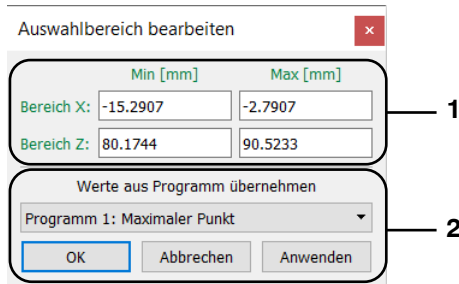 Auswahlbereich bearbeiten
Min [mm] Max [mm]
Bereich X: -15.2907 -2.7907
1
Bereich Z: 80.1744 90.5233
Werte aus Programm übernehmen
Programm 1: Maximaler Punkt
2
OK Abbrechen Anwenden